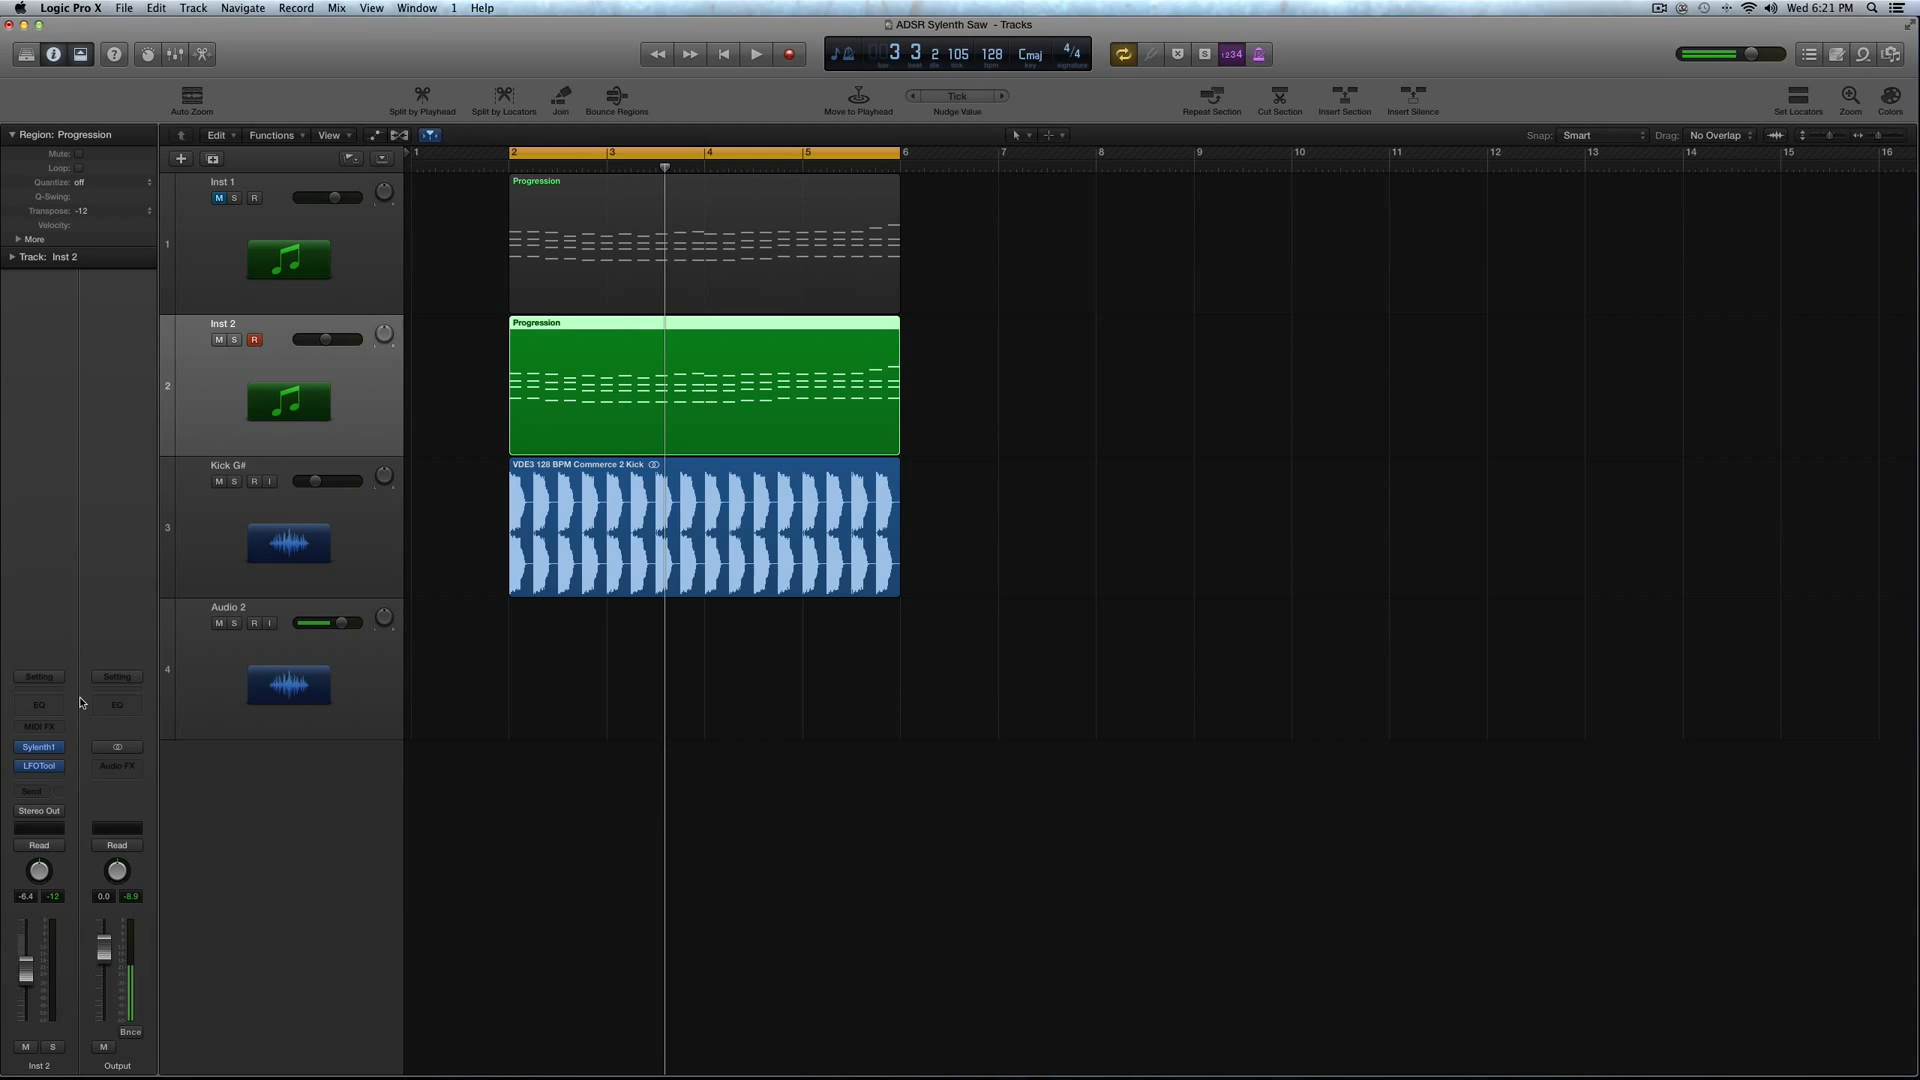 Logic Pro X File Edit Track Navigate Record Mix View Window 1 Help Wed 6:21 PM
ADSR Sylenth Saw - Tracks
3 3 2 105 128 Cmaj 4/4 1234
bar beat div tick bpm key signature
Auto Zoom Split by Playhead Split by Locators Join Bounce Regions Move to Playhead Tick Nudge Value Repeat Section Cut Section Insert Section Insert Silence Set Locators Zoom Colors
Region: Progression Edit Functions View Snap: Smart Drag: No Overlap
Mute:
Loop:
Quantize: off
Q-Swing:
Transpose: -12
Velocity:
More
Track: Inst 2
1 2 3 4 5 6 7 8 9 10 11 12 13 14 15 16
1
Inst 1
M S R
Progression
2
Inst 2
M S R
Progression
3
Kick G#
M S R I
VDE3 128 BPM Commerce 2 Kick
4
Audio 2
M S R I
Setting Setting
EQ EQ
MIDI FX
Sylenth1
LFOTool Audio FX
Send
Stereo Out
Read Read
-6.4 -12 0.0 -8.9
Bnce
M S M
Inst 2 Output